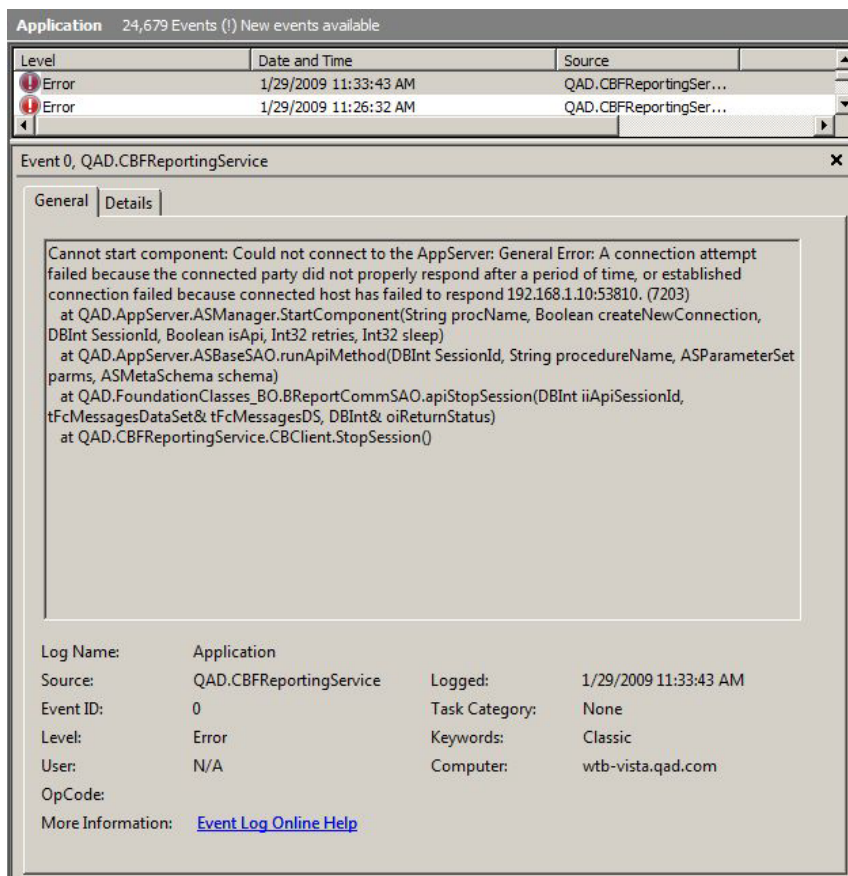 Application 24,679 Events (!) New events available
Level Date and Time Source
Error 1/29/2009 11:33:43 AM QAD.CBFReportingSer...
Error 1/29/2009 11:26:32 AM QAD.CBFReportingSer...
Event 0, QAD.CBFReportingService
General Details
Cannot start component: Could not connect to the AppServer: General Error: A connection attempt
failed because the connected party did not properly respond after a period of time, or established
connection failed because connected host has failed to respond 192.168.1.10:53810. (7203)
at QAD.AppServer.ASManager.StartComponent(String procName, Boolean createNewConnection,
DBInt SessionId, Boolean isApi, Int32 retries, Int32 sleep)
at QAD.AppServer.ASBaseSAO.runApiMethod(DBInt SessionId, String procedureName, ASParameterSet
parms, ASMetaSchema schema)
at QAD.FoundationClasses_BO.BReportCommSAO.apiStopSession(DBInt iiApiSessionId,
tFcMessagesDataSet& tFcMessagesDS, DBInt& oiReturnStatus)
at QAD.CBFReportingService.CBClient.StopSession()
Log Name: Application
Source: QAD.CBFReportingService Logged: 1/29/2009 11:33:43 AM
Event ID: 0 Task Category: None
Level: Error Keywords: Classic
User: N/A Computer: wtb-vista.qad.com
OpCode:
More Information: Event Log Online Help